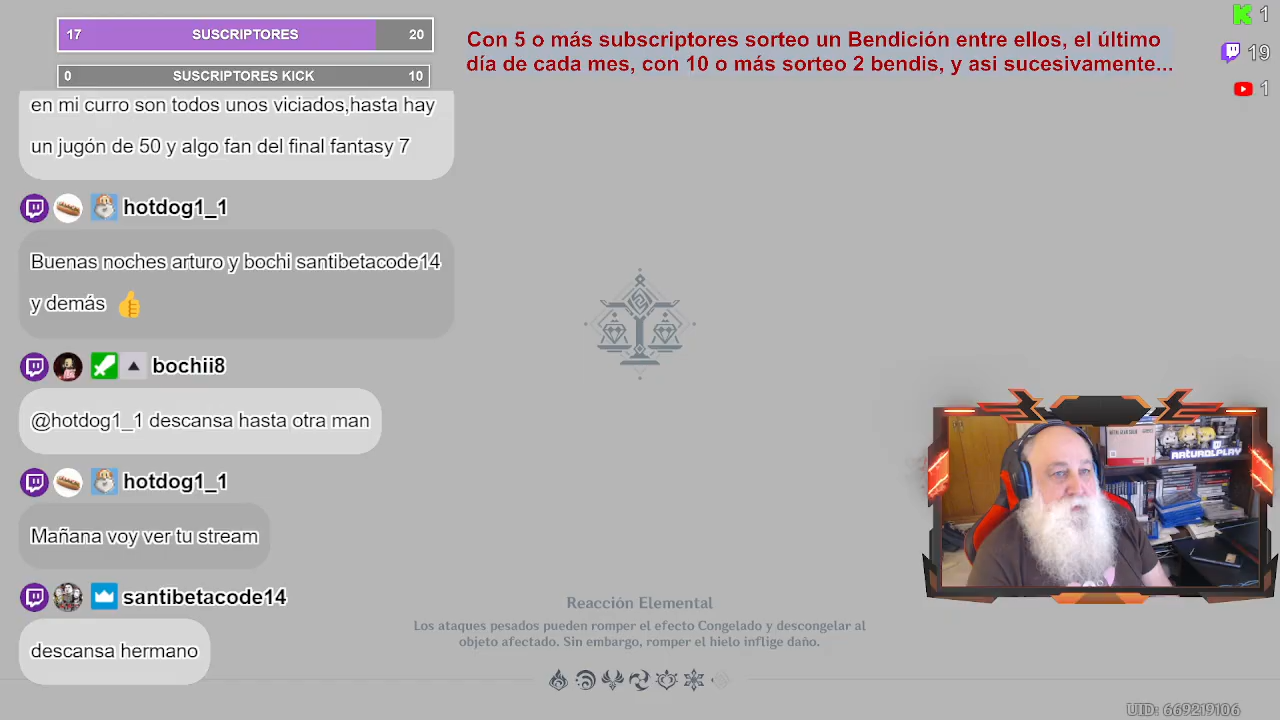 17 SUSCRIPTORES 20
0 SUSCRIPTORES KICK 10
Con 5 o más subscriptores sorteo un Bendición entre ellos, el último
día de cada mes, con 10 o más sorteo 2 bendis, y asi sucesivamente...
1
19
1
en mi curro son todos unos viciados,hasta hay
un jugón de 50 y algo fan del final fantasy 7
hotdog1_1
Buenas noches arturo y bochi santibetacode14
y demás 👍
bochii8
@hotdog1_1 descansa hasta otra man
hotdog1_1
Mañana voy ver tu stream
santibetacode14
descansa hermano
ARTUROLPLAY
Reacción Elemental
Los ataques pesados pueden romper el efecto Congelado y descongelar al
objeto afectado. Sin embargo, romper el hielo inflige daño.
UID: 669219106